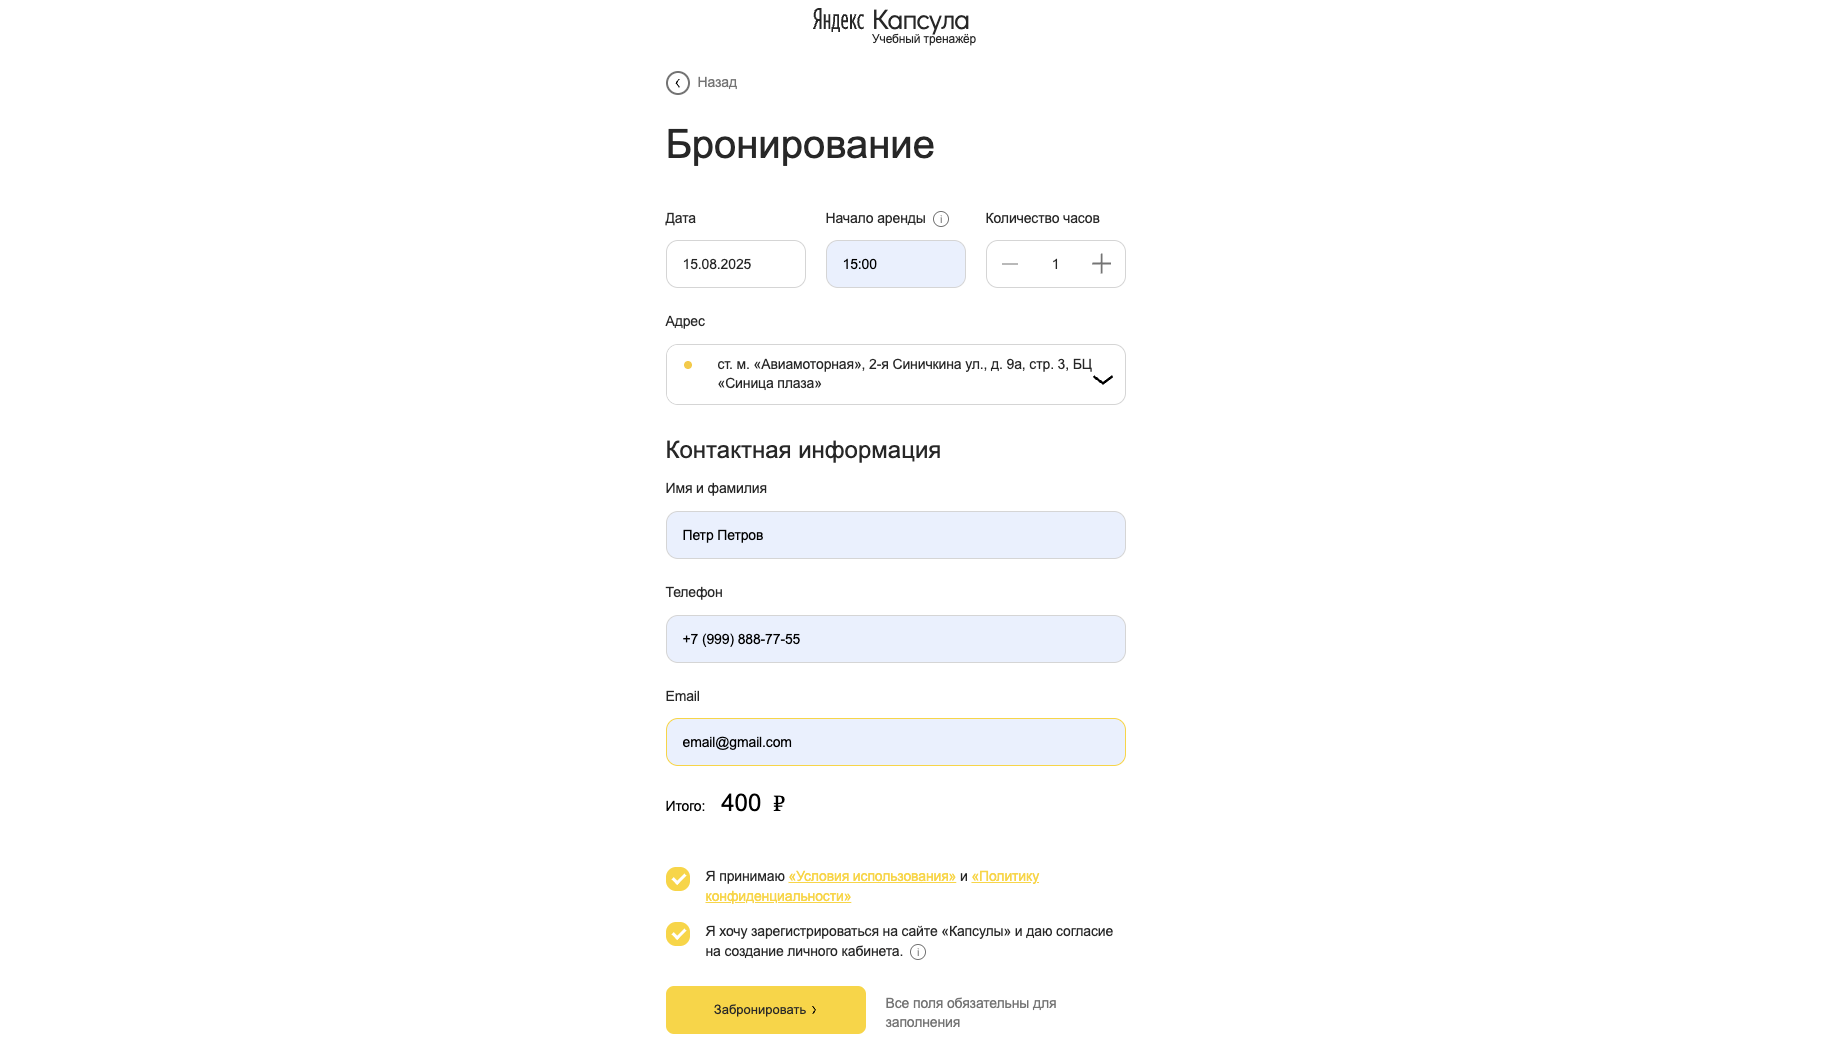 Яндекс Капсула
Учебный тренажёр
Назад
Бронирование
Дата
Начало аренды
Количество часов
15.08.2025
15:00
1
Адрес
ст. м. «Авиамоторная», 2-я Синичкина ул., д. 9а, стр. 3, БЦ
«Синица плаза»
Контактная информация
Имя и фамилия
Петр Петров
Телефон
+7 (999) 888-77-55
Email
email@gmail.com
Итого: 400 ₽
Я принимаю «Условия использования» и «Политику
конфиденциальности»
Я хочу зарегистрироваться на сайте «Капсулы» и даю согласие
на создание личного кабинета.
Забронировать
Все поля обязательны для
заполнения